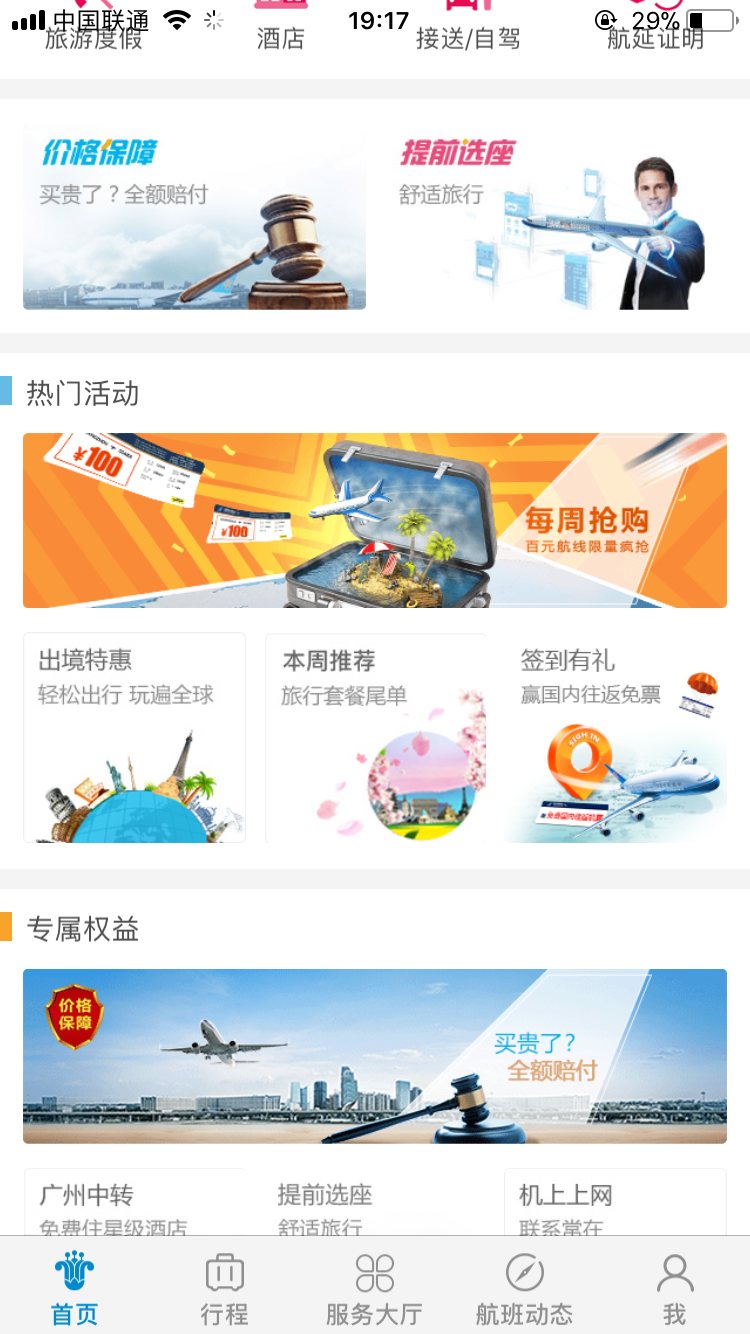 中国联通
19:17
29%
旅游度假
酒店
接送/自驾
航延证明
价格保障
买贵了？全额赔付
提前选座
舒适旅行
热门活动
¥100
¥100
每周抢购
百元航线限量疯抢
出境特惠
轻松出行 玩遍全球
本周推荐
旅行套餐尾单
签到有礼
赢国内往返免票
SIGN IN
专属权益
价格
保障
买贵了?
全额赔付
广州中转
免费住星级酒店
提前选座
舒适旅行
机上上网
联系常在
首页
行程
服务大厅
航班动态
我